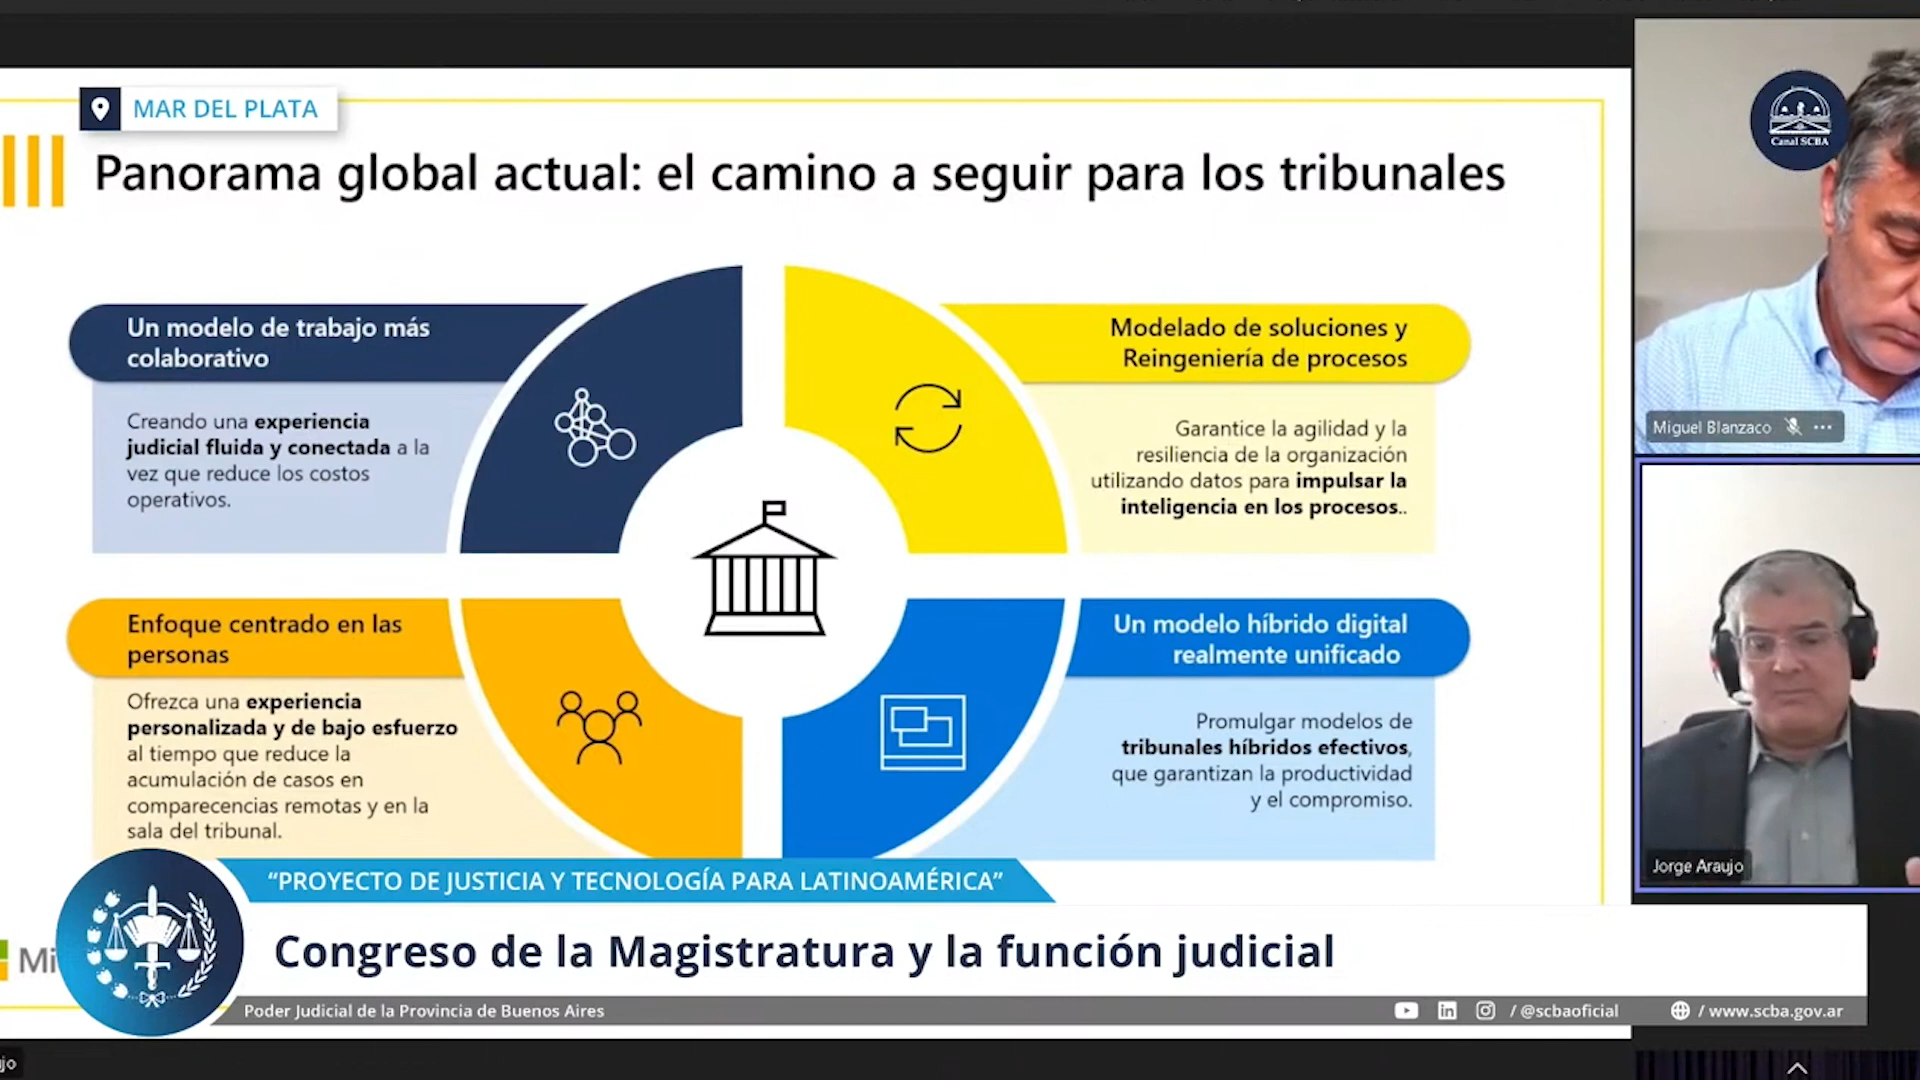 MAR DEL PLATA
Panorama global actual: el camino a seguir para los tribunales
Canal SCBA
Un modelo de trabajo más
colaborativo
Creando una experiencia
judicial fluida y conectada a la
vez que reduce los costos
operativos.
Modelado de soluciones y
Reingeniería de procesos
Garantice la agilidad y la
resiliencia de la organización
utilizando datos para impulsar la
inteligencia en los procesos..
Miguel Blanzaco
Enfoque centrado en las
personas
Ofrezca una experiencia
personalizada y de bajo esfuerzo
al tiempo que reduce la
acumulación de casos en
comparecencias remotas y en la
sala del tribunal.
Un modelo híbrido digital
realmente unificado
Promulgar modelos de
tribunales híbridos efectivos,
que garantizan la productividad
y el compromiso.
Jorge Araujo
“PROYECTO DE JUSTICIA Y TECNOLOGÍA PARA LATINOAMÉRICA”
Mi
Congreso de la Magistratura y la función judicial
Poder Judicial de la Provincia de Buenos Aires
/ @scbaoficial
/ www.scba.gov.ar